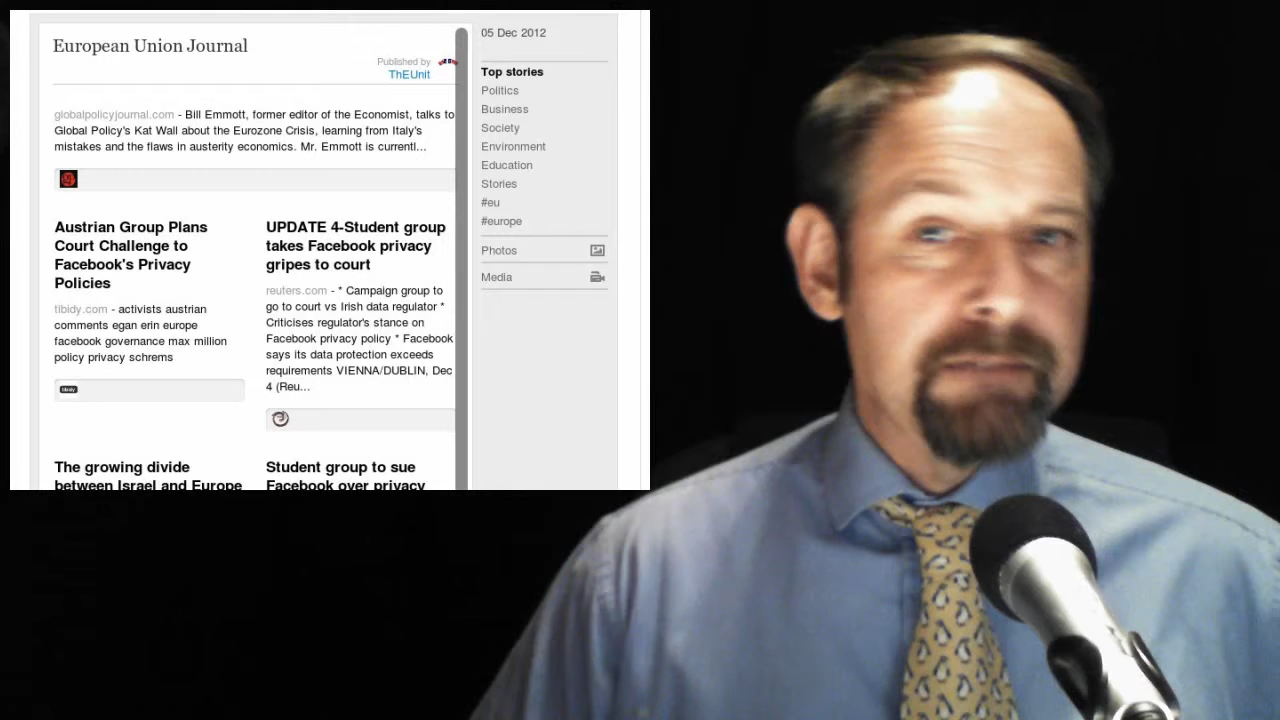 European Union Journal
Published by
ThEUnit
globalpolicyjournal.com - Bill Emmott, former editor of the Economist, talks to
Global Policy's Kat Wall about the Eurozone Crisis, learning from Italy's
mistakes and the flaws in austerity economics. Mr. Emmott is currentl...
Austrian Group Plans
Court Challenge to
Facebook's Privacy
Policies
tibidy.com - activists austrian
comments egan erin europe
facebook governance max million
policy privacy schrems
UPDATE 4-Student group
takes Facebook privacy
gripes to court
reuters.com - * Campaign group to
go to court vs Irish data regulator *
Criticises regulator's stance on
Facebook privacy policy * Facebook
says its data protection exceeds
requirements VIENNA/DUBLIN, Dec
4 (Reu...
The growing divide
between Israel and Europe
Student group to sue
Facebook over privacy
05 Dec 2012
Top stories
Politics
Business
Society
Environment
Education
Stories
#eu
#europe
Photos
Media